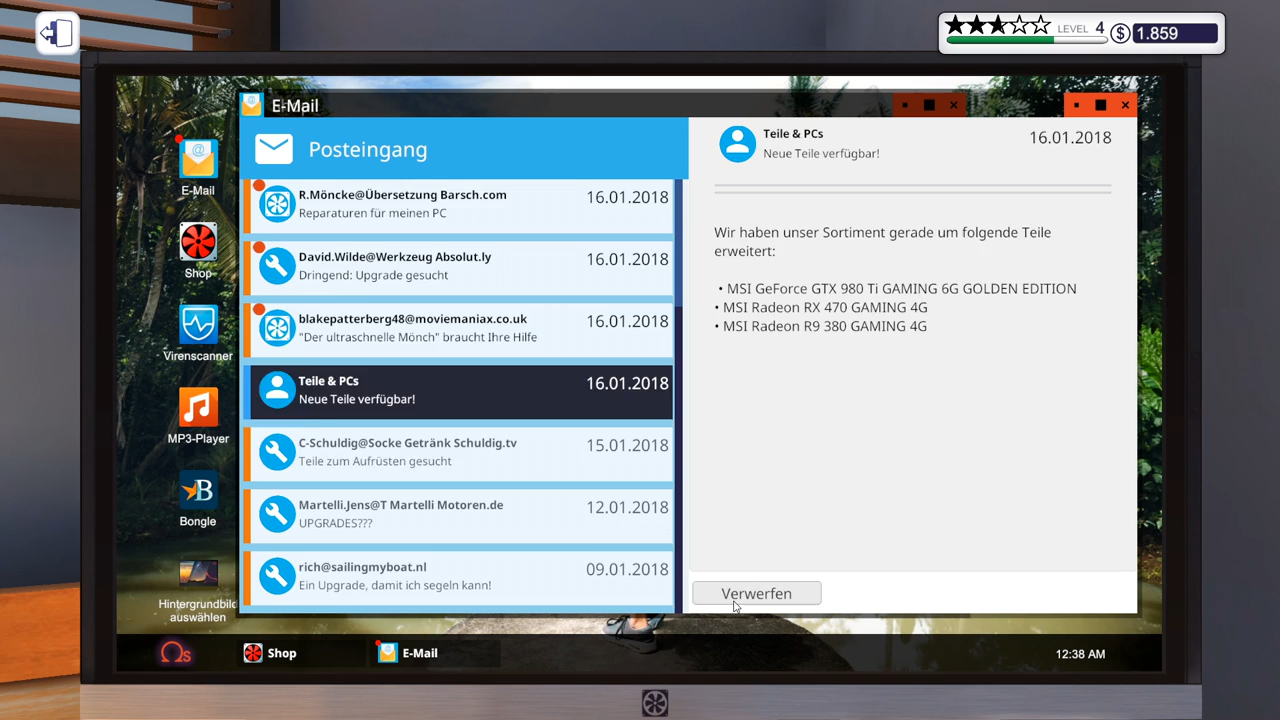 LEVEL 4
$ 1.859
E-Mail
Posteingang
R.Möncke@Übersetzung Barsch.com
16.01.2018
Reparaturen für meinen PC
David.Wilde@Werkzeug Absolut.ly
16.01.2018
Dringend: Upgrade gesucht
blakepatterberg48@moviemaniax.co.uk
16.01.2018
"Der ultraschnelle Mönch" braucht Ihre Hilfe
Teile & PCs
16.01.2018
Neue Teile verfügbar!
C-Schuldig@Socke Getränk Schuldig.tv
15.01.2018
Teile zum Aufrüsten gesucht
Martelli.Jens@T Martelli Motoren.de
12.01.2018
UPGRADES???
rich@sailingmyboat.nl
09.01.2018
Ein Upgrade, damit ich segeln kann!
Teile & PCs
16.01.2018
Neue Teile verfügbar!
Wir haben unser Sortiment gerade um folgende Teile
erweitert:
• MSI GeForce GTX 980 Ti GAMING 6G GOLDEN EDITION
• MSI Radeon RX 470 GAMING 4G
• MSI Radeon R9 380 GAMING 4G
Verwerfen
E-Mail
Shop
Virenscanner
MP3-Player
Bongle
Hintergrundbild
auswählen
Ωs
Shop
E-Mail
12:38 AM